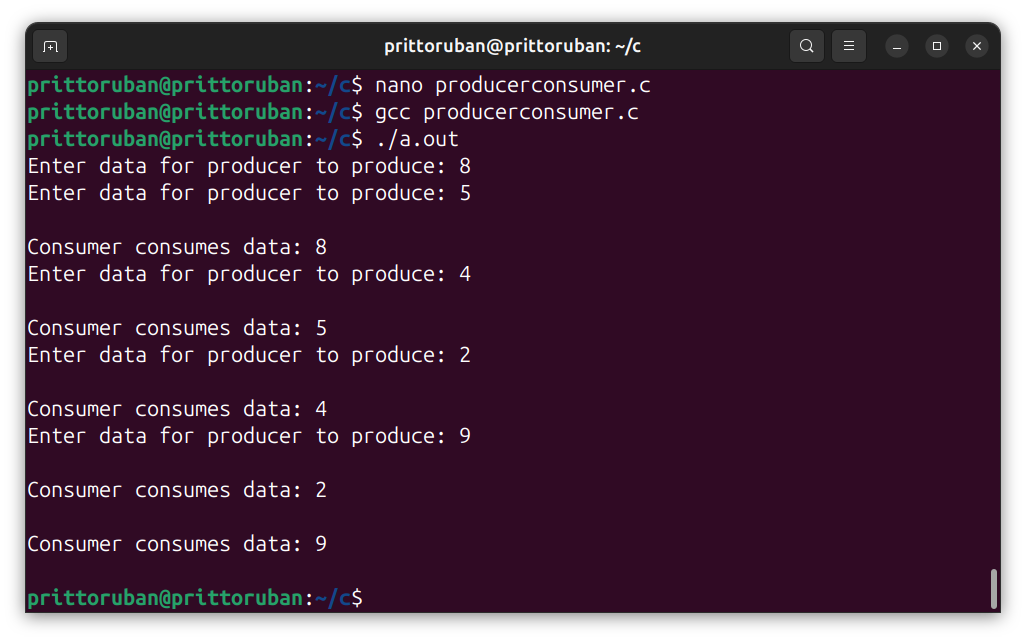 prittoruban@prittoruban: ~/c
prittoruban@prittoruban:~/c$ nano producerconsumer.c
prittoruban@prittoruban:~/c$ gcc producerconsumer.c
prittoruban@prittoruban:~/c$ ./a.out
Enter data for producer to produce: 8
Enter data for producer to produce: 5
Consumer consumes data: 8
Enter data for producer to produce: 4
Consumer consumes data: 5
Enter data for producer to produce: 2
Consumer consumes data: 4
Enter data for producer to produce: 9
Consumer consumes data: 2
Consumer consumes data: 9
prittoruban@prittoruban:~/c$